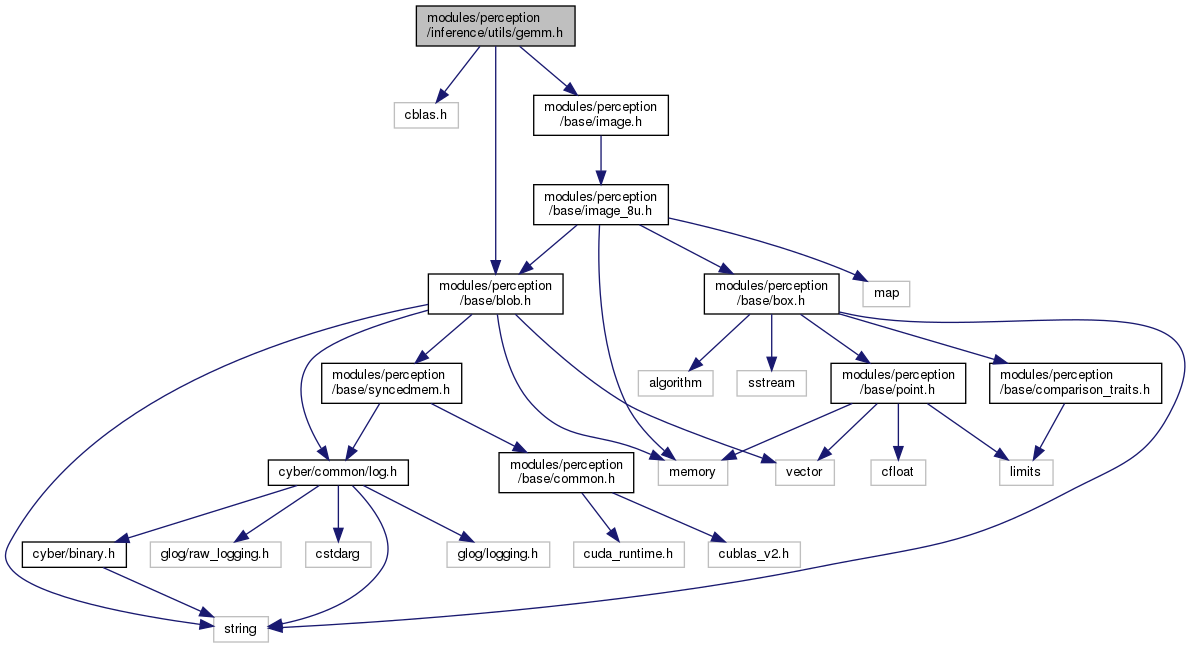 modules/perception
/inference/utils/gemm.h
cblas.h
modules/perception
/base/image.h
modules/perception
/base/image_8u.h
modules/perception
/base/blob.h
modules/perception
/base/box.h
map
modules/perception
/base/syncedmem.h
algorithm
sstream
modules/perception
/base/point.h
modules/perception
/base/comparison_traits.h
cyber/common/log.h
modules/perception
/base/common.h
memory
vector
cfloat
limits
cyber/binary.h
glog/raw_logging.h
cstdarg
glog/logging.h
cuda_runtime.h
cublas_v2.h
string